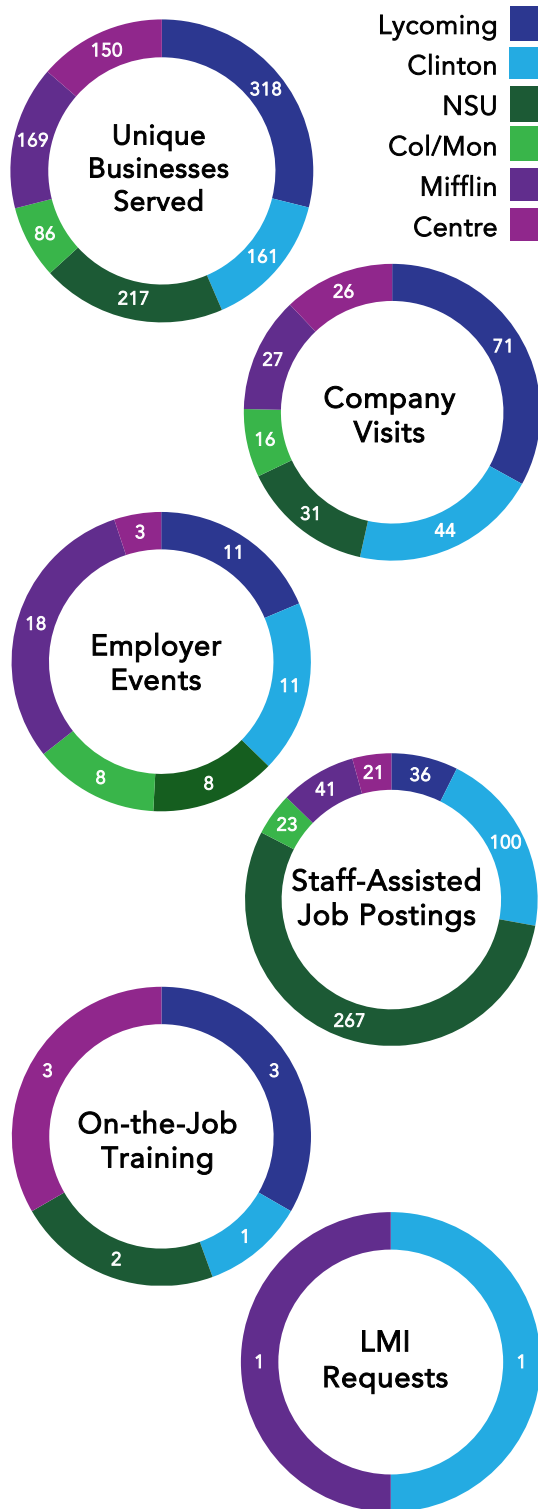 Lycoming
Clinton
NSU
Col/Mon
Mifflin
Centre
150
318
169
Unique
Businesses
Served
86
161
217
26
71
27
Company
Visits
16
31
44
3
11
18
Employer
Events
11
8
8
21
36
41
23
100
Staff-Assisted
Job Postings
267
3
3
On-the-Job
Training
1
2
LMI
Requests
1
1